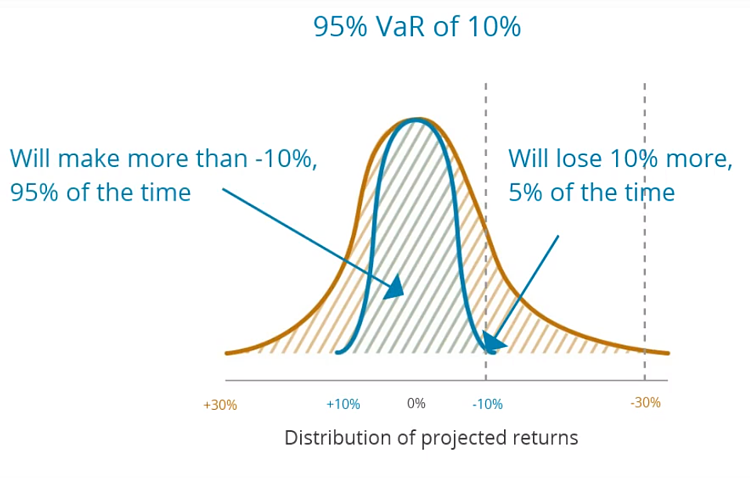 95% VaR of 10%
Will make more than -10%,
95% of the time
Will lose 10% more,
5% of the time
+30%
+10%
0%
-10%
-30%
Distribution of projected returns